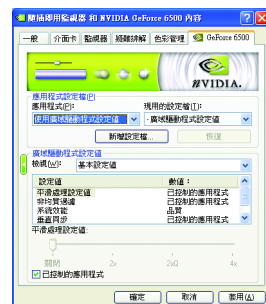 隨插即用監視器 和 NVIDIA GeForce 6500 內容
一般 介面卡 監視器 疑難排解 色彩管理 GeForce 6500
NVIDIA.
應用程式設定檔(P)
應用程式(P): 現用的設定檔(I):
使用廣域驅動程式設定值 - 廣域驅動程式設定值
新增設定檔... 恢復
廣域驅動程式設定值
檢視(W): 基本設定值
設定值 數值:
平滑處理設定值 已控制的應用程式
非均質過濾 已控制的應用程式
系統效能 品質
垂直同步 已控制的應用程式
平滑處理設定值:
關閉 2x 2xQ 4x
已控制的應用程式
確定 取消 套用(A)